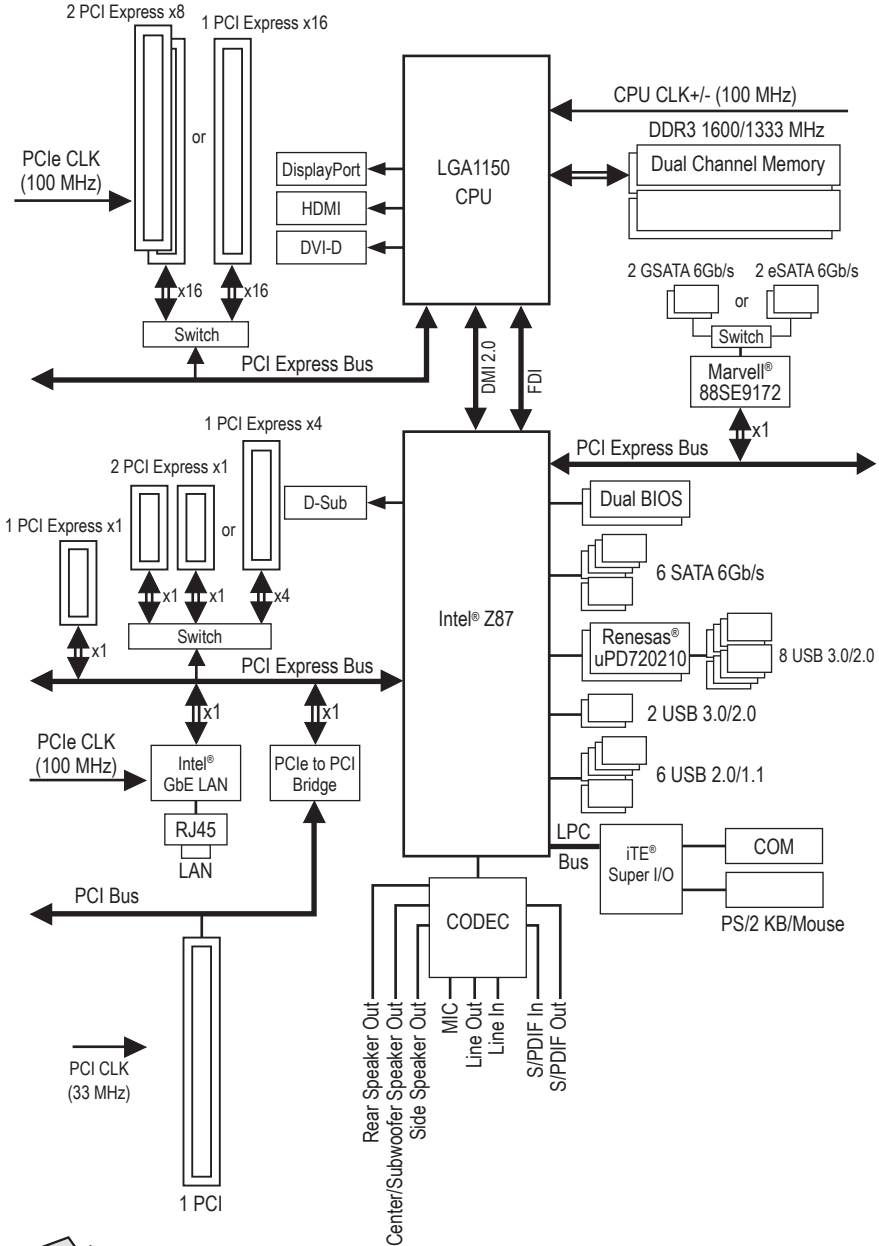 2 PCI Express x8
1 PCI Express x16
or
PCIe CLK
(100 MHz)
x16
x16
Switch
PCI Express Bus
DisplayPort
HDMI
DVI-D
LGA1150
CPU
CPU CLK+/- (100 MHz)
DDR3 1600/1333 MHz
Dual Channel Memory
2 GSATA 6Gb/s
2 eSATA 6Gb/s
or
Switch
Marvell®
88SE9172
x1
PCI Express Bus
DMI 2.0
FDI
1 PCI Express x4
2 PCI Express x1
or
1 PCI Express x1
D-Sub
x1
x1
x4
Switch
x1
PCI Express Bus
Intel® Z87
Dual BIOS
6 SATA 6Gb/s
Renesas®
uPD720210
8 USB 3.0/2.0
2 USB 3.0/2.0
6 USB 2.0/1.1
x1
x1
PCIe CLK
(100 MHz)
Intel®
GbE LAN
PCIe to PCI
Bridge
RJ45
LAN
LPC
Bus
iTE®
Super I/O
COM
PS/2 KB/Mouse
PCI Bus
CODEC
Rear Speaker Out
Center/Subwoofer Speaker Out
Side Speaker Out
MIC
Line Out
Line In
S/PDIF In
S/PDIF Out
PCI CLK
(33 MHz)
1 PCI